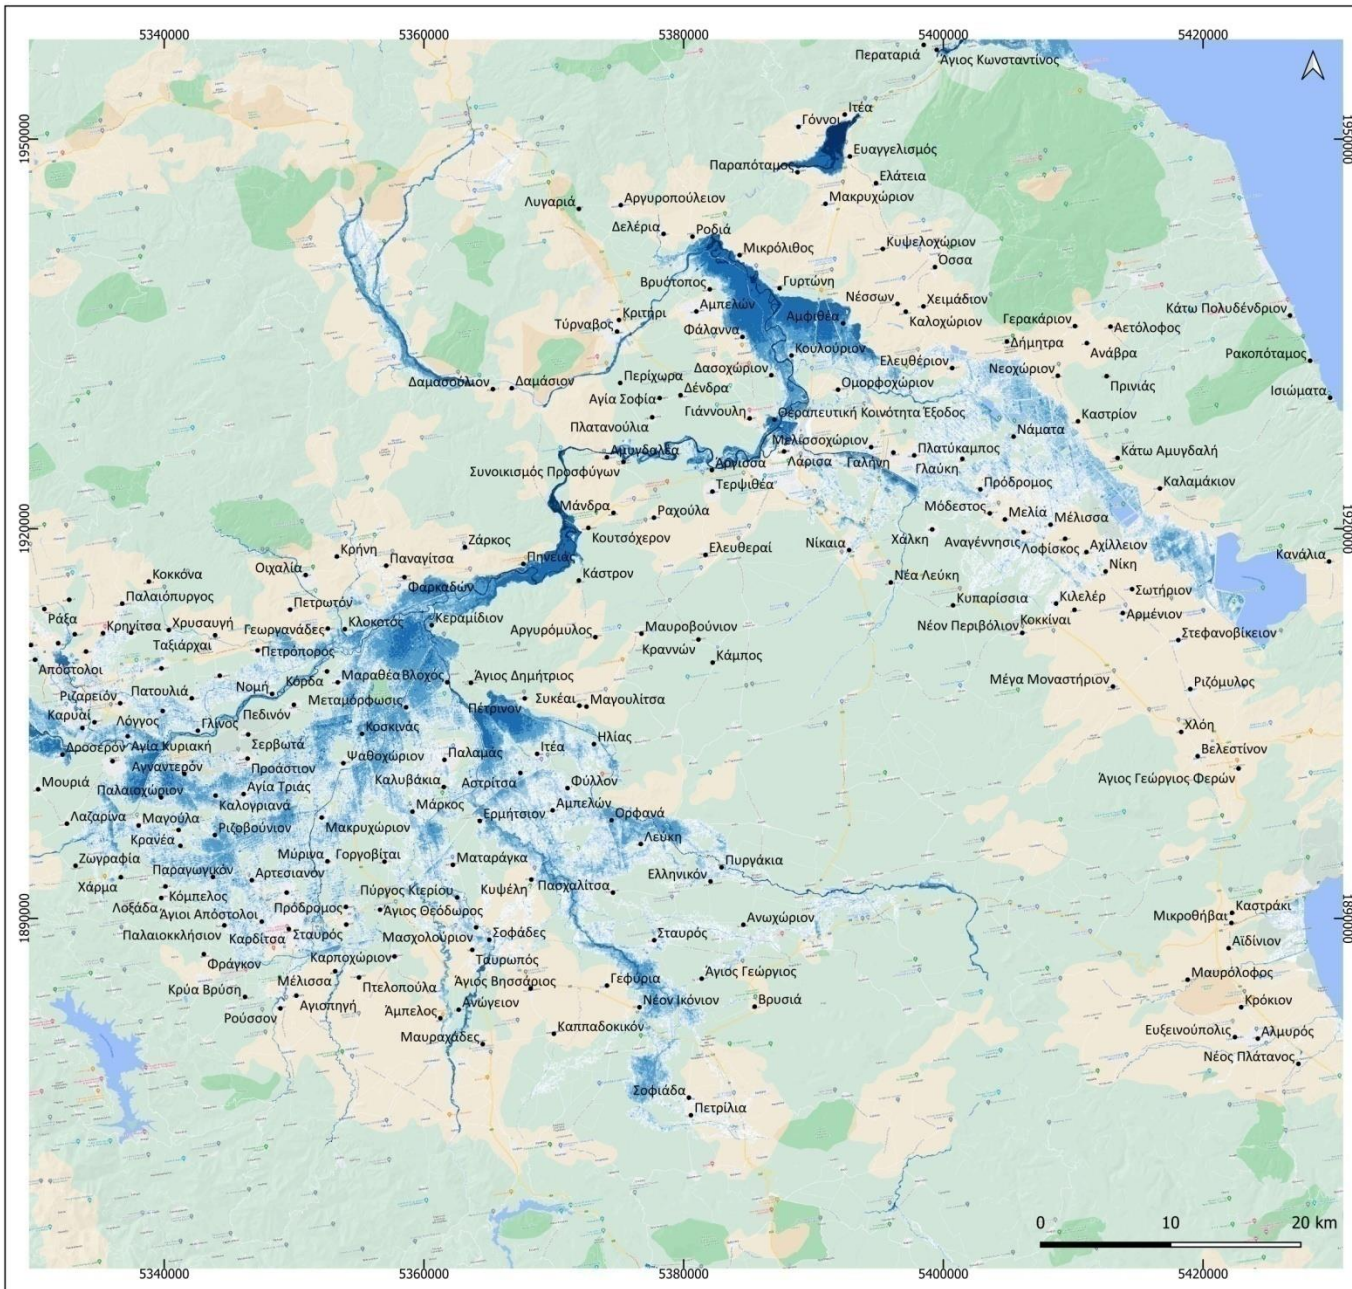 5340000 5360000 5380000 5400000 5420000
Περαταριά
Άγιος Κωνσταντίνος
Ιτέα
Γόννοι
1950000
1950000
Ευαγγελισμός
Παραπόταμος
Ελάτεια
Λυγαριά
Αργυροπούλειον
Μακρυχώριον
Δελέρια
Ροδιά
Μικρόλιθος
Κυψελοχώριον
Όσσα
Βρυότοπος
Γυρτώνη
Νέσσων
Χειμάδιον
Κάτω Πολυδένδριον
Αμπελών
Κριτήρι
Τύρναβος
Αμφιθέα
Καλοχώριον
Γερακάριον
Αετόλοφος
Φάλαννα
Δήμητρα
Ανάβρα
Κουλούριον
Ελευθέριον
Ρακοπόταμος
Δασοχώριον
Νεοχώριον
Πρινιάς
Δαμασούλιον
Δαμάσιον
Περίχωρα
Δένδρα
Ομορφοχώριον
Ισιώματα
Αγία Σοφία
Γιάννουλη
Θεραπευτική Κοινότητα Έξοδος
Καστρίον
Πλατανούλια
Νάματα
Μελισσοχώριον
Πλατύκαμπος
Αμυγδαλέα
Συνοικισμός Προσφύγων
Άργισσα
Λάρισα
Γαλήνη
Γλαύκη
Κάτω Αμυγδαλή
Τερψιθέα
Πρόδρομος
Καλαμάκιον
Μάνδρα
Ραχούλα
Μόδεστος
Μελία
Μέλισσα
1920000
1920000
Κουτσόχερον
Χάλκη
Αναγέννησις
Λοφίσκος
Αχίλλειον
Ζάρκος
Κρήνη
Παναγίτσα
Πηνειάς
Ελευθεραί
Νίκαια
Κανάλια
Οιχαλία
Κάστρον
Νίκη
Κοκκόνα
Φαρκαδών
Νέα Λεύκη
Σωτήριον
Παλαιόπυργος
Πετρωτόν
Κυπαρίσσια
Κιλελέρ
Ράξα
Κρηνίτσα
Χρυσαυγή
Γεωργανάδες
Κλοκοτός
Κεραμίδιον
Αργυρόμυλος
Μαυροβούνιον
Νέον Περιβόλιον
Κοκκίναι
Αρμένιον
Ταξιάρχαι
Κραννών
Στεφανοβίκειον
Απόστολοι
Πετρόπορος
Κάμπος
Ριζαρειόν
Πατουλιά
Νομή
Κόρδα
Μαραθέα
Βλοχός
Άγιος Δημήτριος
Μέγα Μοναστήριον
Ριζόμυλος
Καρυαί
Λόγγος
Γλίνος
Πεδινόν
Μεταμόρφωσις
Πέτρινον
Συκέαι
Μαγουλίτσα
Δροσερόν
Αγία Κυριακή
Σερβωτά
Κοσκινάς
Ηλίας
Χλόη
Αγναντερόν
Προάστιον
Ψαθοχώριον
Παλαμάς
Ιτέα
Βελεστίνον
Μουριά
Παλαιοχώριον
Αγία Τριάς
Καλυβάκια
Αστρίτσα
Φύλλον
Άγιος Γεώργιος Φερών
Καλογριανά
Μάρκος
Αμπελών
Λαζαρίνα
Μαγούλα
Ριζοβούνιον
Μακρυχώριον
Ερμήτσιον
Ορφανά
Κρανέα
Λεύκη
Ζωγραφία
Παραγωγικόν
Μύρινα
Γοργοβίται
Ματαράγκα
Πυργάκια
Χάρμα
Αρτεσιανόν
Πύργος Κιερίου
Κυψέλη
Πασχαλίτσα
Ελληνικόν
Κόμπελος
Λοξάδα
Άγιοι Απόστολοι
Πρόδρομος
Άγιος Θεόδωρος
Ανωχώριον
Καστράκι
1890000
1890000
Μικροθήβαι
Παλαιοκκλήσιον
Καρδίτσα
Σταυρός
Μασχολούριον
Σοφάδες
Σταυρός
Αϊδίνιον
Φράγκον
Καρποχώριον
Ταυρωπός
Μέλισσα
Πτελοπούλα
Άγιος Βησσάριος
Γεφύρια
Άγιος Γεώργιος
Μαυρόλοφος
Κρύα Βρύση
Αγιοπηγή
Ανώγειον
Νέον Ικόνιον
Βρυσιά
Κρόκιον
Ρούσσον
Άμπελος
Μαυραχάδες
Καππαδοκικόν
Ευξεινούπολις
Αλμυρός
Νέος Πλάτανος
Σοφιάδα
Πετρίλια
0 10 20 km
5340000 5360000 5380000 5400000 5420000